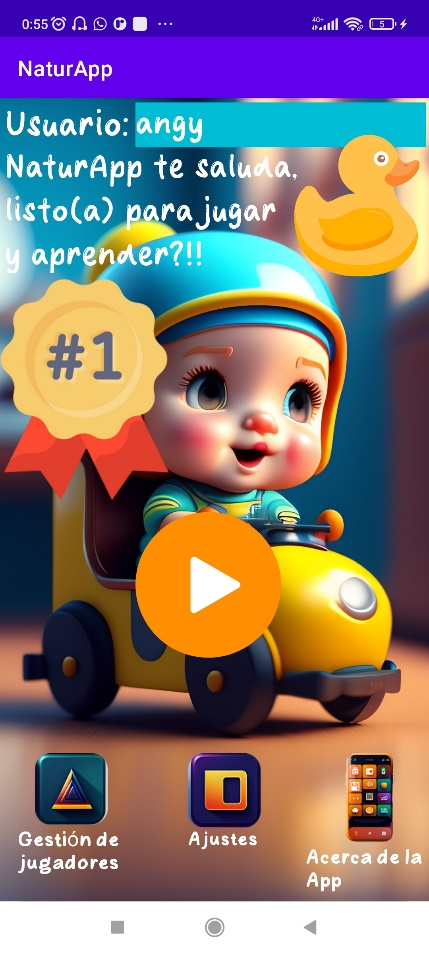 0:55
4G+
5
NaturApp
Usuario: angy
NaturApp te saluda,
listo(a) para jugar
y aprender?!!
#1
Gestión de
jugadores
Ajustes
Acerca de la
App